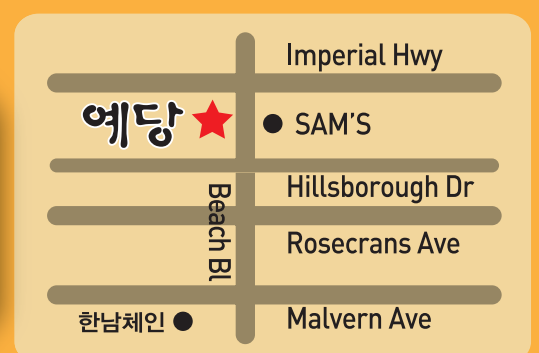 Imperial Hwy
예당
SAM'S
Hillsborough Dr
Beach Bl
Rosecrans Ave
한남체인
Malvern Ave